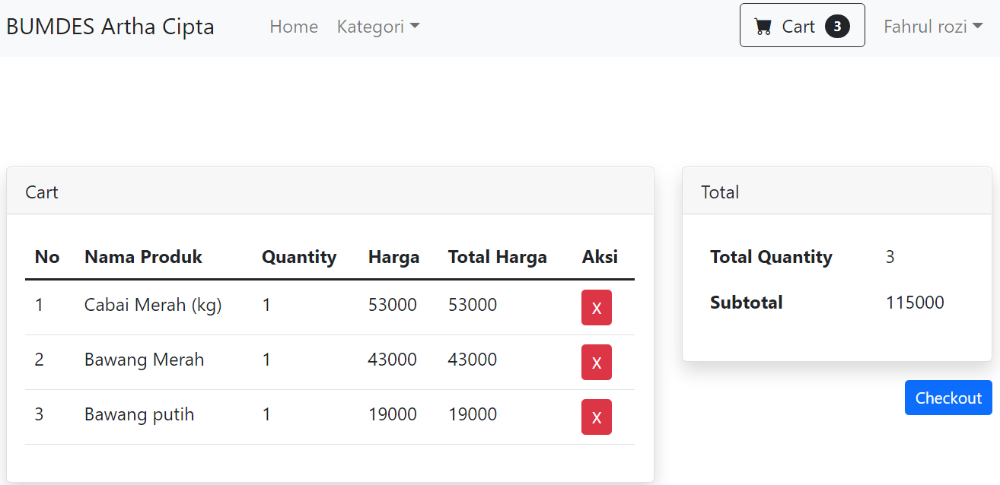 BUMDES Artha Cipta Home Kategori Cart 3 Fahrul rozi
Cart
No Nama Produk Quantity Harga Total Harga Aksi
1 Cabai Merah (kg) 1 53000 53000 X
2 Bawang Merah 1 43000 43000 X
3 Bawang putih 1 19000 19000 X
Total
Total Quantity 3
Subtotal 115000
Checkout